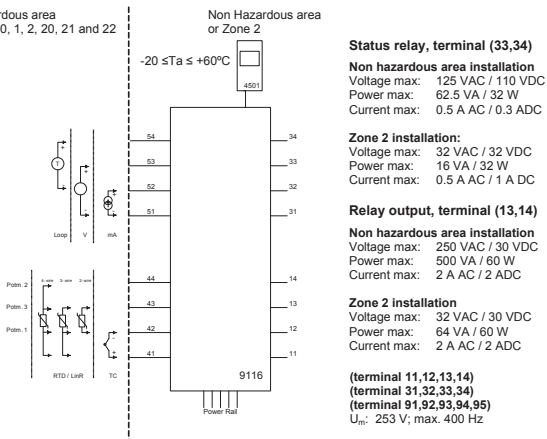 rdous area
0, 1, 2, 20, 21 and 22
Non Hazardous area
or Zone 2
-20 ≤Ta ≤ +60ºC
4501
54
53
52
51
44
43
42
41
34
33
32
31
14
13
12
11
T
+
-
+
-
+
-
Loop
V
mA
Potm. 2
Potm. 3
Potm. 1
4-wire
3-wire
2-wire
-
+
RTD / LinR
TC
9116
Power Rail
Status relay, terminal (33,34)
Non hazardous area installation
Voltage max: 125 VAC / 110 VDC
Power max: 62.5 VA / 32 W
Current max: 0.5 A AC / 0.3 ADC
Zone 2 installation:
Voltage max: 32 VAC / 32 VDC
Power max: 16 VA / 32 W
Current max: 0.5 A AC / 1 A DC
Relay output, terminal (13,14)
Non hazardous area installation
Voltage max: 250 VAC / 30 VDC
Power max: 500 VA / 60 W
Current max: 2 A AC / 2 ADC
Zone 2 installation
Voltage max: 32 VAC / 30 VDC
Power max: 64 VA / 60 W
Current max: 2 A AC / 2 ADC
(terminal 11,12,13,14)
(terminal 31,32,33,34)
(terminal 91,92,93,94,95)
Um: 253 V; max. 400 Hz